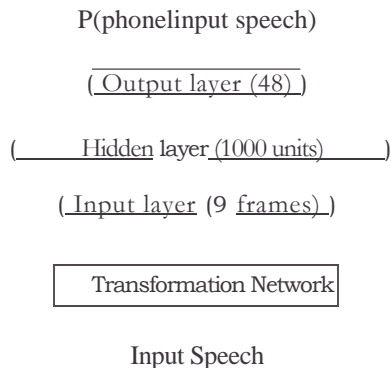 P(phonelinput speech)
( Output layer (48) )
( Hidden layer (1000 units) )
( Input layer (9 frames) )
Transformation Network
Input Speech